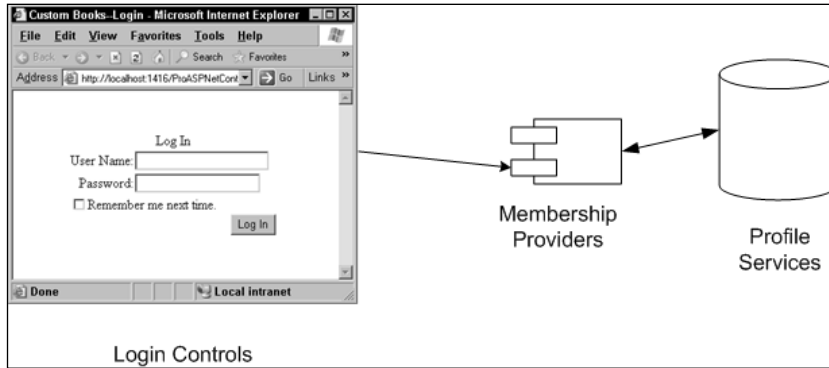 Custom Books--Login - Microsoft Internet Explorer
File Edit View Favorites Tools Help
Back Search Favorites »
Address http://localhost:1416/ProASPNetCont Go Links »
Log In
User Name:
Password:
Remember me next time.
Log In
Done Local intranet
Login Controls
Membership
Providers
Profile
Services